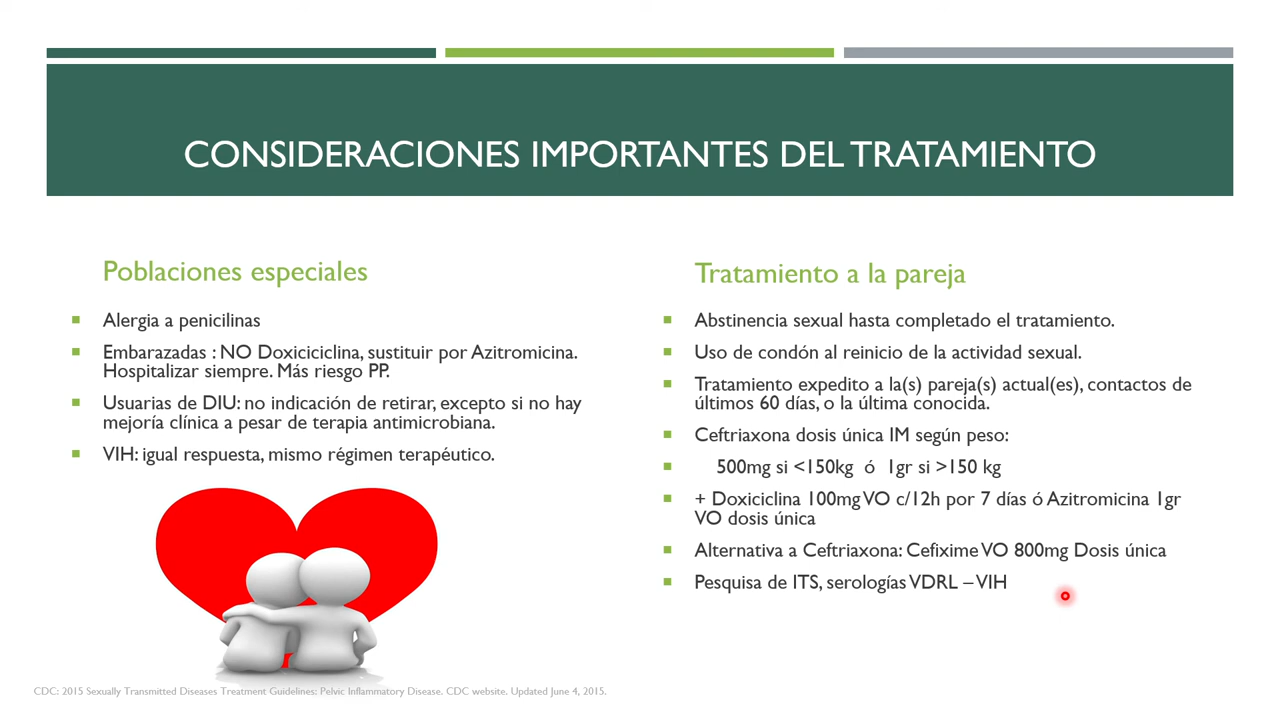 CONSIDERACIONES IMPORTANTES DEL TRATAMIENTO
Poblaciones especiales
Alergia a penicilinas
Embarazadas : NO Doxiciciclina, sustituir por Azitromicina.
Hospitalizar siempre. Más riesgo PP.
Usuarias de DIU: no indicación de retirar, excepto si no hay
mejoría clínica a pesar de terapia antimicrobiana.
VIH: igual respuesta, mismo régimen terapéutico.
Tratamiento a la pareja
Abstinencia sexual hasta completado el tratamiento.
Uso de condón al reinicio de la actividad sexual.
Tratamiento expedito a la(s) pareja(s) actual(es), contactos de
últimos 60 días, o la última conocida.
Ceftriaxona dosis única IM según peso:
500mg si <150kg ó 1gr si >150 kg
+ Doxiciclina 100mg VO c/12h por 7 días ó Azitromicina 1gr
VO dosis única
Alternativa a Ceftriaxona: Cefixime VO 800mg Dosis única
Pesquisa de ITS, serologías VDRL – VIH
CDC: 2015 Sexually Transmitted Diseases Treatment Guidelines: Pelvic Inflammatory Disease. CDC website. Updated June 4, 2015.